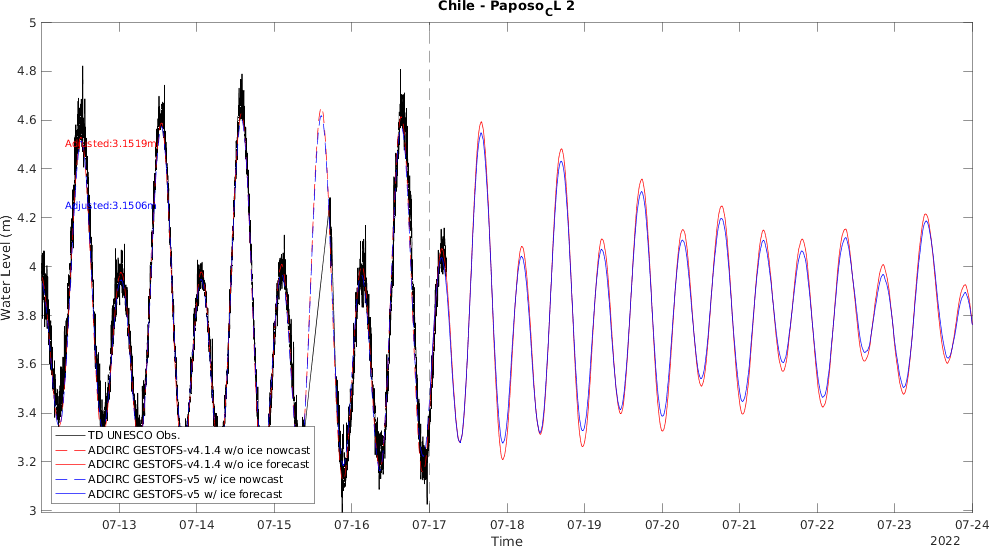 Chile - Paposo_CL 2
Water Level (m)
5
4.8
4.6
4.4
4.2
4
3.8
3.6
3.4
3.2
3
Adjusted:3.1519m
Adjusted:3.1506m
TD UNESCO Obs.
ADCIRC GESTOFS-v4.1.4 w/o ice nowcast
ADCIRC GESTOFS-v4.1.4 w/o ice forecast
ADCIRC GESTOFS-v5 w/ ice nowcast
ADCIRC GESTOFS-v5 w/ ice forecast
07-13 07-14 07-15 07-16 07-17 07-18 07-19 07-20 07-21 07-22 07-23 07-24
Time
2022